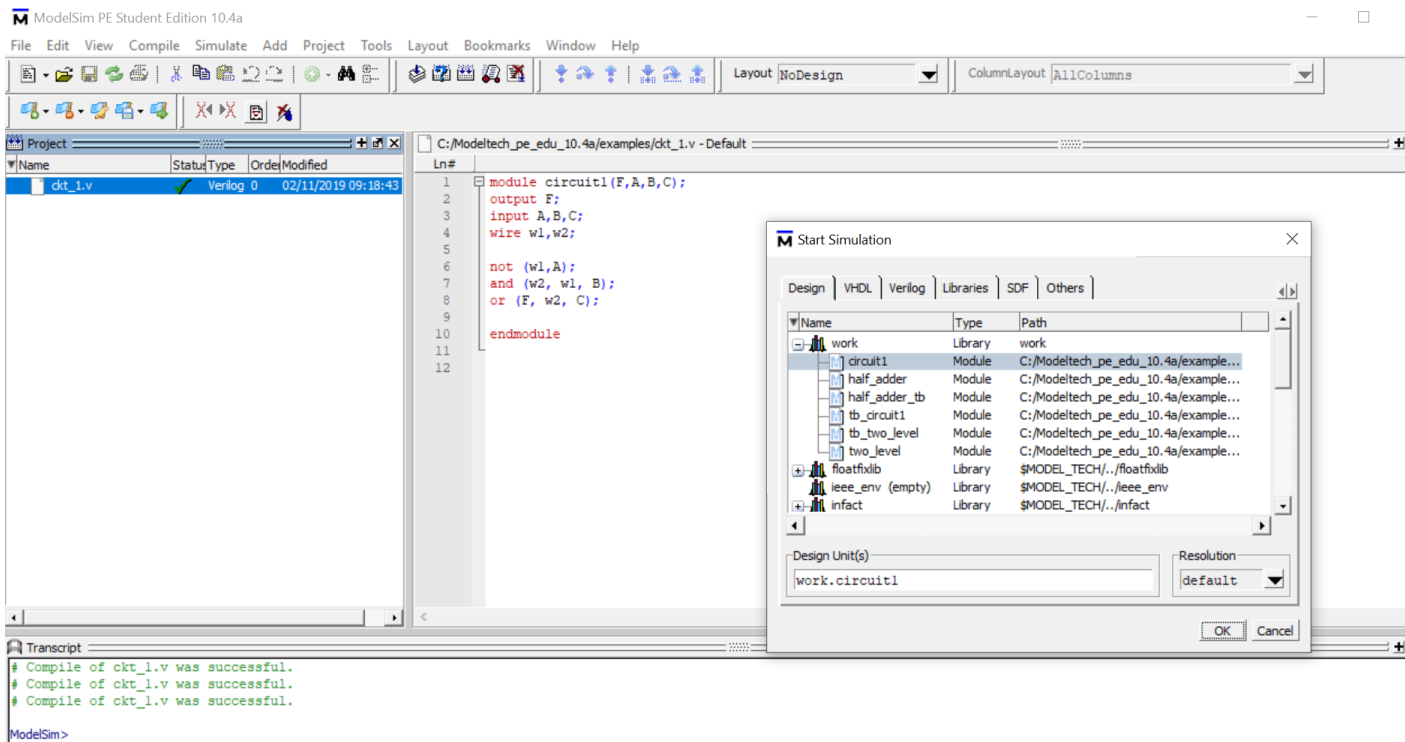 ModelSim PE Student Edition 10.4a
File Edit View Compile Simulate Add Project Tools Layout Bookmarks Window Help
Layout NoDesign
ColumnLayout AllColumns
Project
Name Status Type Order Modified
ckt_1.v Verilog 0 02/11/2019 09:18:43
C:/Modeltech_pe_edu_10.4a/examples/ckt_1.v - Default
Ln#
1 module circuit1(F,A,B,C);
2 output F;
3 input A,B,C;
4 wire w1,w2;
5
6 not (w1,A);
7 and (w2, w1, B);
8 or (F, w2, C);
9
10 endmodule
11
12
Start Simulation
Design VHDL Verilog Libraries SDF Others
Name Type Path
work Library work
circuit1 Module C:/Modeltech_pe_edu_10.4a/example...
half_adder Module C:/Modeltech_pe_edu_10.4a/example...
half_adder_tb Module C:/Modeltech_pe_edu_10.4a/example...
tb_circuit1 Module C:/Modeltech_pe_edu_10.4a/example...
tb_two_level Module C:/Modeltech_pe_edu_10.4a/example...
two_level Module C:/Modeltech_pe_edu_10.4a/example...
floatfixlib Library $MODEL_TECH/../floatfixlib
ieee_env (empty) Library $MODEL_TECH/../ieee_env
infact Library $MODEL_TECH/../infact
Design Unit(s)
work.circuit1
Resolution
default
OK Cancel
Transcript
# Compile of ckt_1.v was successful.
# Compile of ckt_1.v was successful.
# Compile of ckt_1.v was successful.
ModelSim>